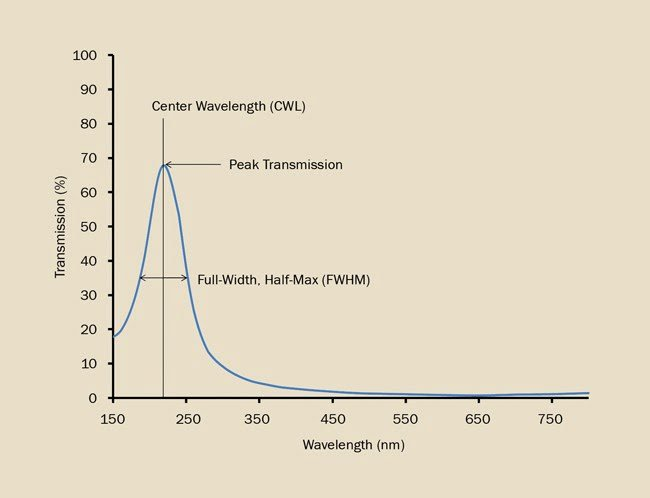 100
90
80
70
60
50
40
30
20
10
0
Transmission (%)
Center Wavelength (CWL)
Peak Transmission
Full-Width, Half-Max (FWHM)
150 250 350 450 550 650 750
Wavelength (nm)